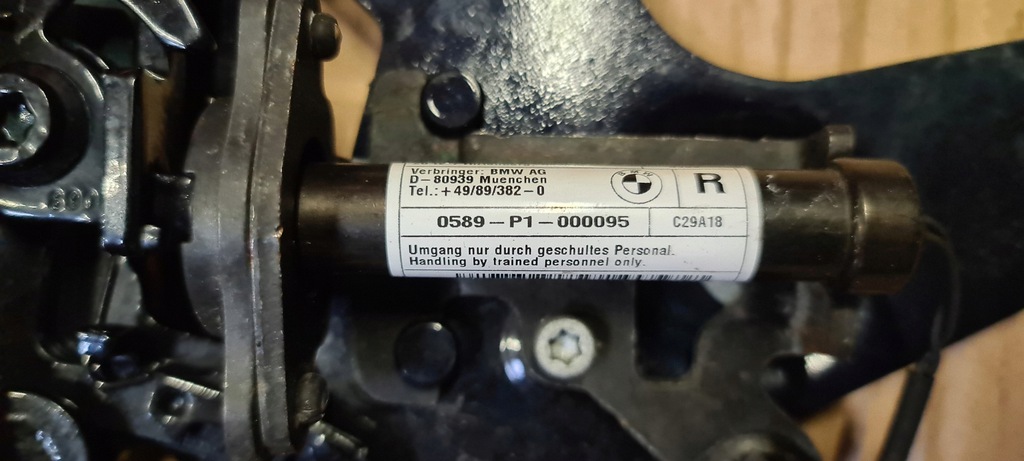 Verbringer: BMW AG
D-80939 Muenchen
Tel.: +49/89/382-0
BMW
R
0589-P1-000095
C29A18
Umgang nur durch geschultes Personal.
Handling by trained personnel only.